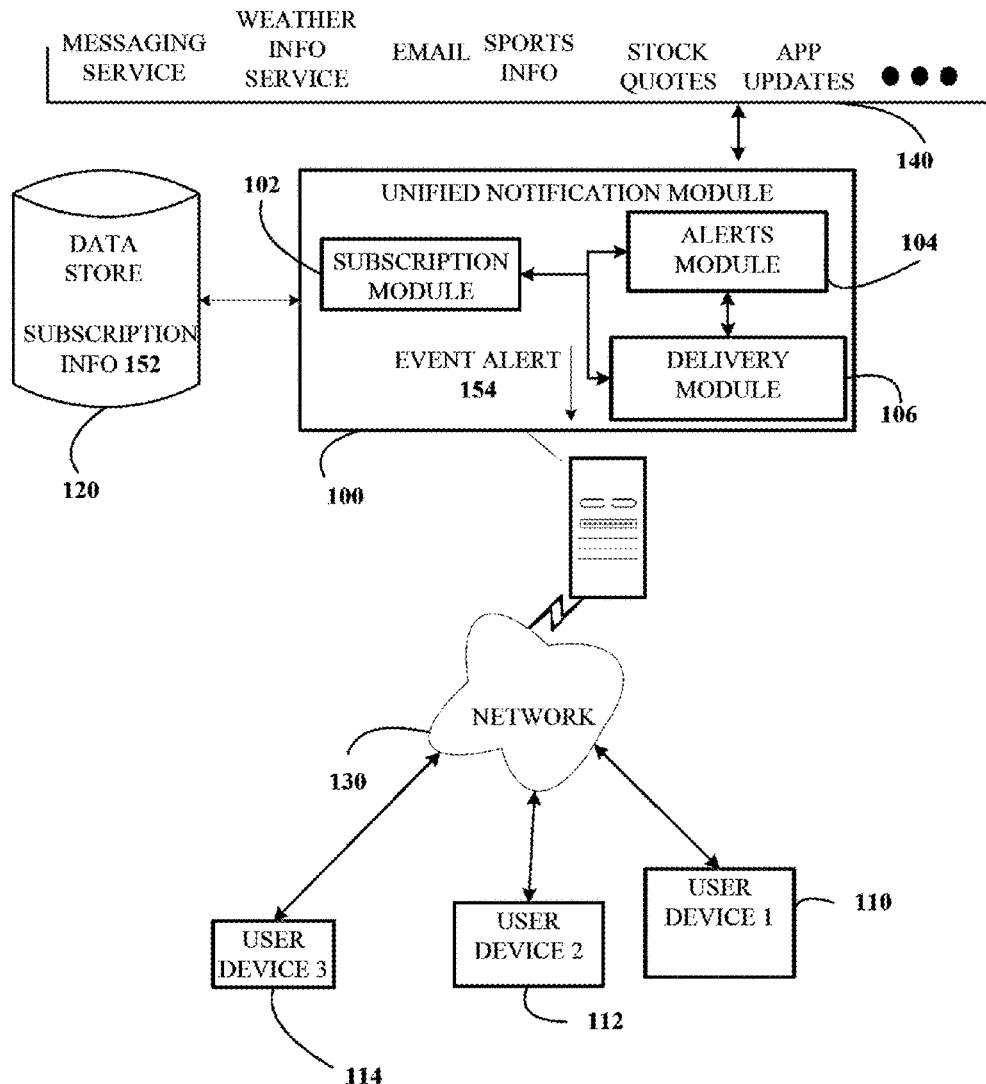 MESSAGING
SERVICE
WEATHER
INFO
SERVICE
EMAIL
SPORTS
INFO
STOCK
QUOTES
APP
UPDATES
140
102
UNIFIED NOTIFICATION MODULE
SUBSCRIPTION
MODULE
ALERTS
MODULE
104
DATA
STORE
SUBSCRIPTION
INFO 152
EVENT ALERT
154
DELIVERY
MODULE
106
120
100
NETWORK
130
USER
DEVICE 1
110
USER
DEVICE 2
112
USER
DEVICE 3
114